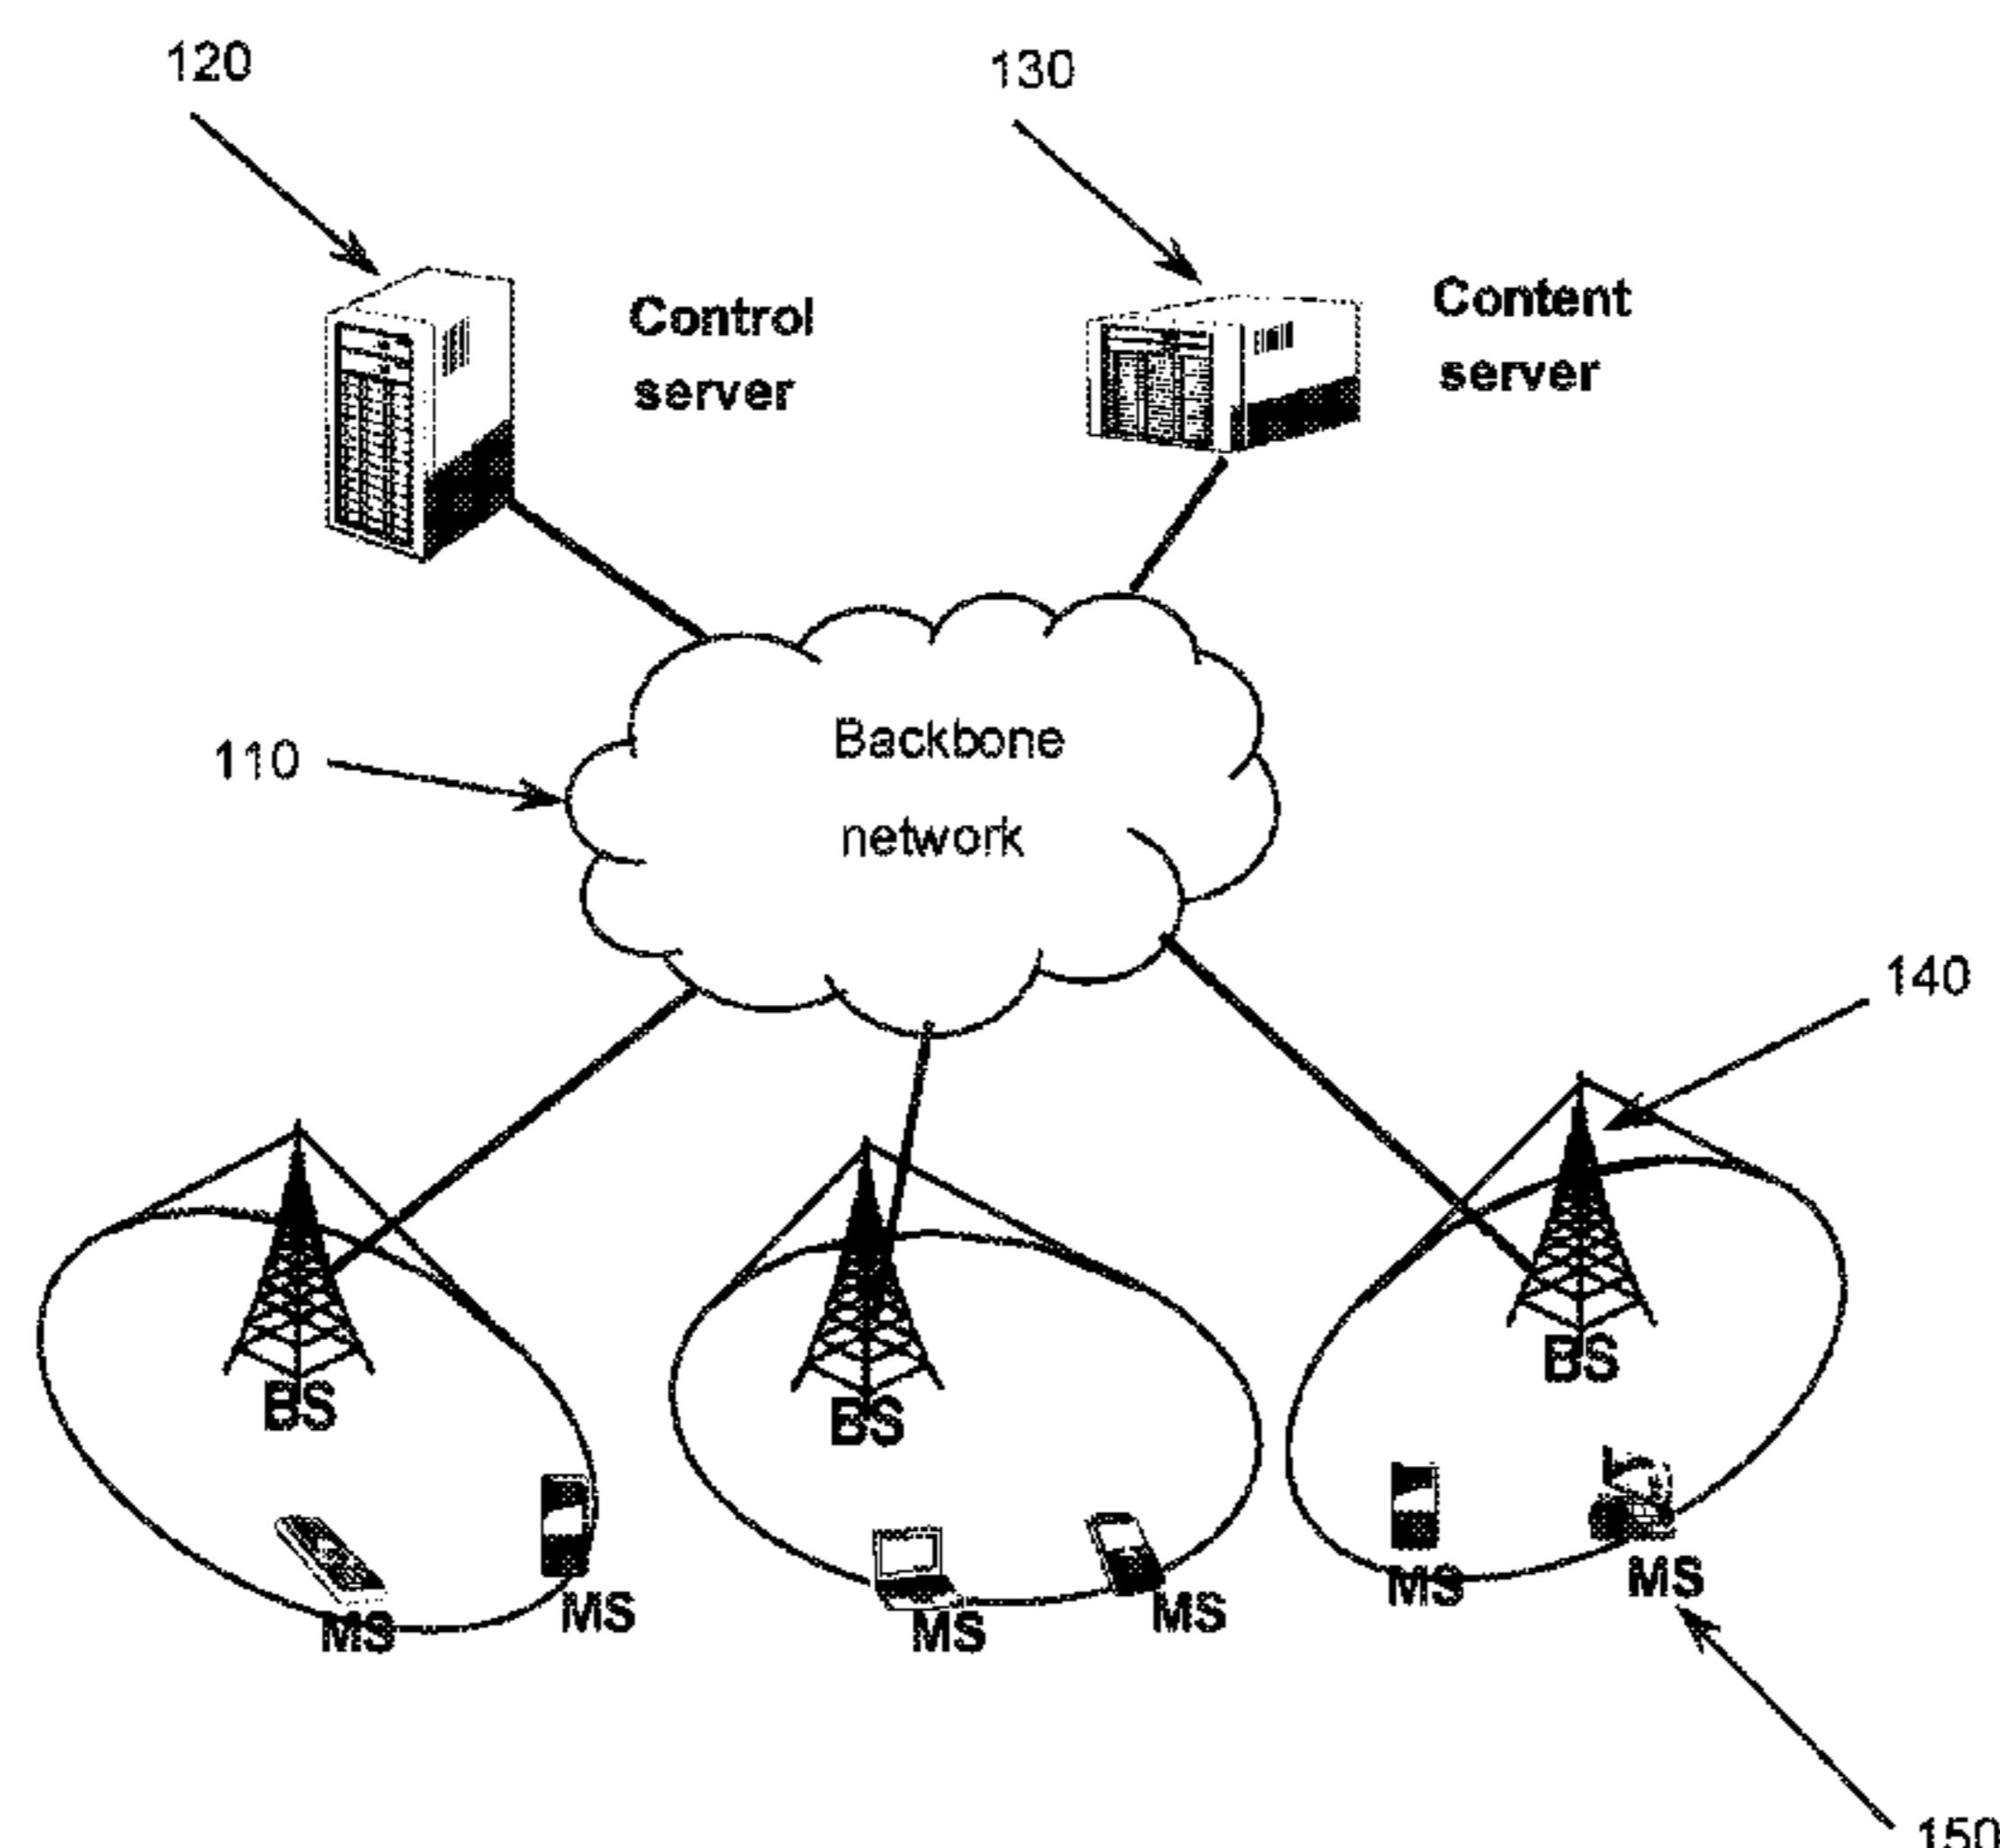 120
130
Control
server
Content
server
Backbone
network
110
140
BS
BS
BS
MS
MS
MS
MS
MS
MS
150